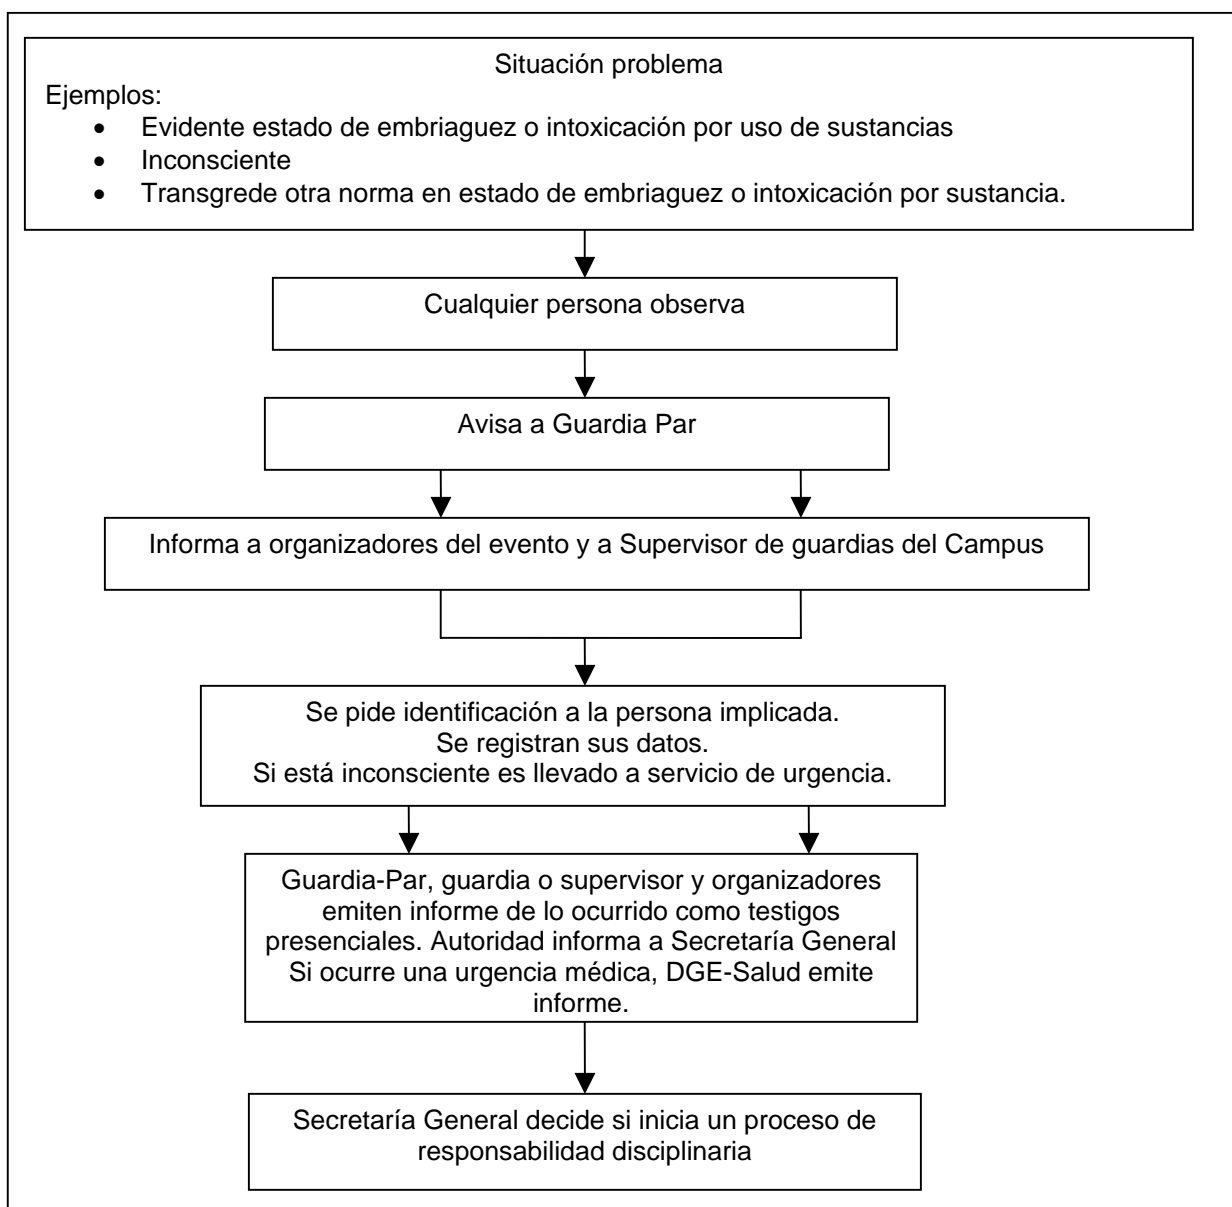 Situación problema
Ejemplos:
• Evidente estado de embriaguez o intoxicación por uso de sustancias
• Inconsciente
• Transgrede otra norma en estado de embriaguez o intoxicación por sustancia.
Cualquier persona observa
Avisa a Guardia Par
Informa a organizadores del evento y a Supervisor de guardias del Campus
Se pide identificación a la persona implicada.
Se registran sus datos.
Si está inconsciente es llevado a servicio de urgencia.
Guardia-Par, guardia o supervisor y organizadores
emiten informe de lo ocurrido como testigos
presenciales. Autoridad informa a Secretaría General
Si ocurre una urgencia médica, DGE-Salud emite
informe.
Secretaría General decide si inicia un proceso de
responsabilidad disciplinaria